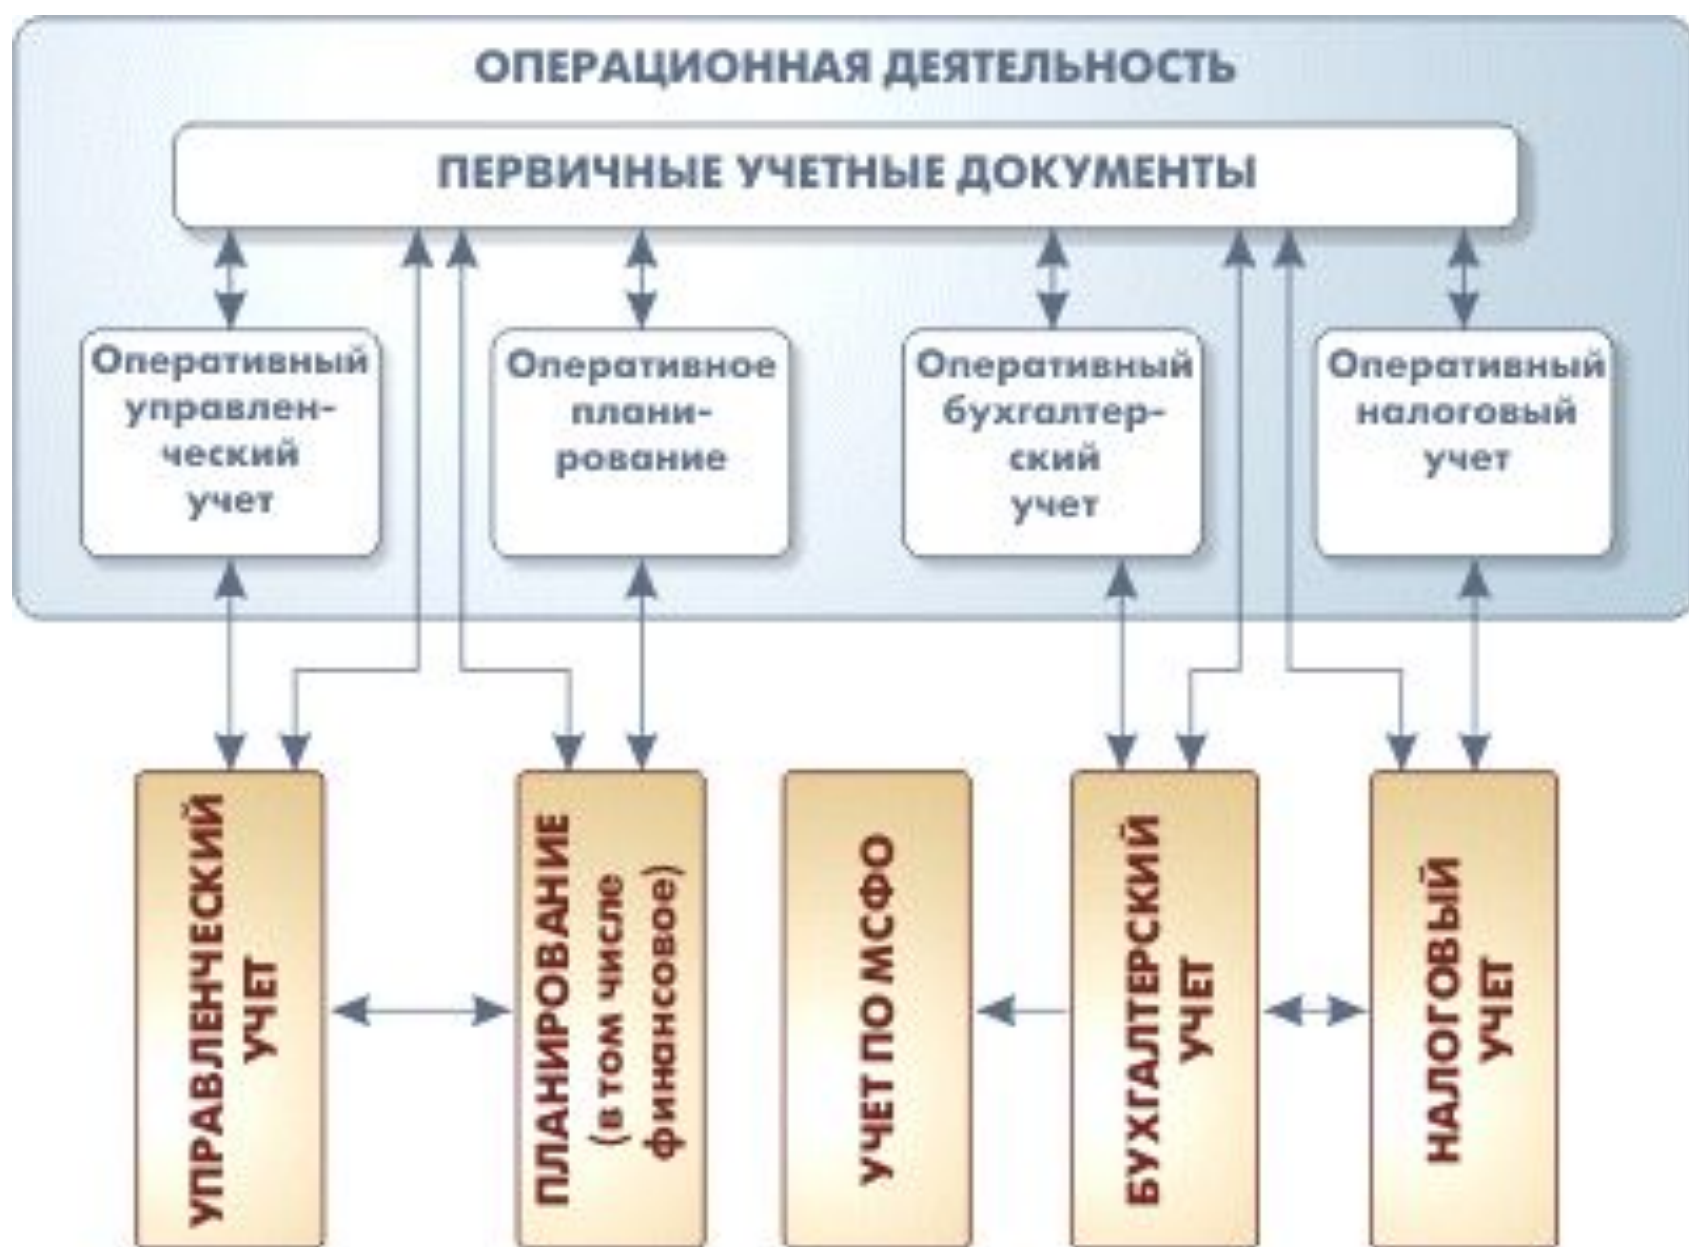 ОПЕРАЦИОННАЯ ДЕЯТЕЛЬНОСТЬ
ПЕРВИЧНЫЕ УЧЕТНЫЕ ДОКУМЕНТЫ
Оперативный
управлен-
ческий
учет
Оперативное
плани-
рование
Оперативный
бухгалтер-
ский
учет
Оперативный
налоговый
учет
УПРАВЛЕНЧЕСКИЙ
УЧЕТ
ПЛАНИРОВАНИЕ
(в том числе
финансовое)
УЧЕТ ПО МСФО
БУХГАЛТЕРСКИЙ
УЧЕТ
НАЛОГОВЫЙ
УЧЕТ